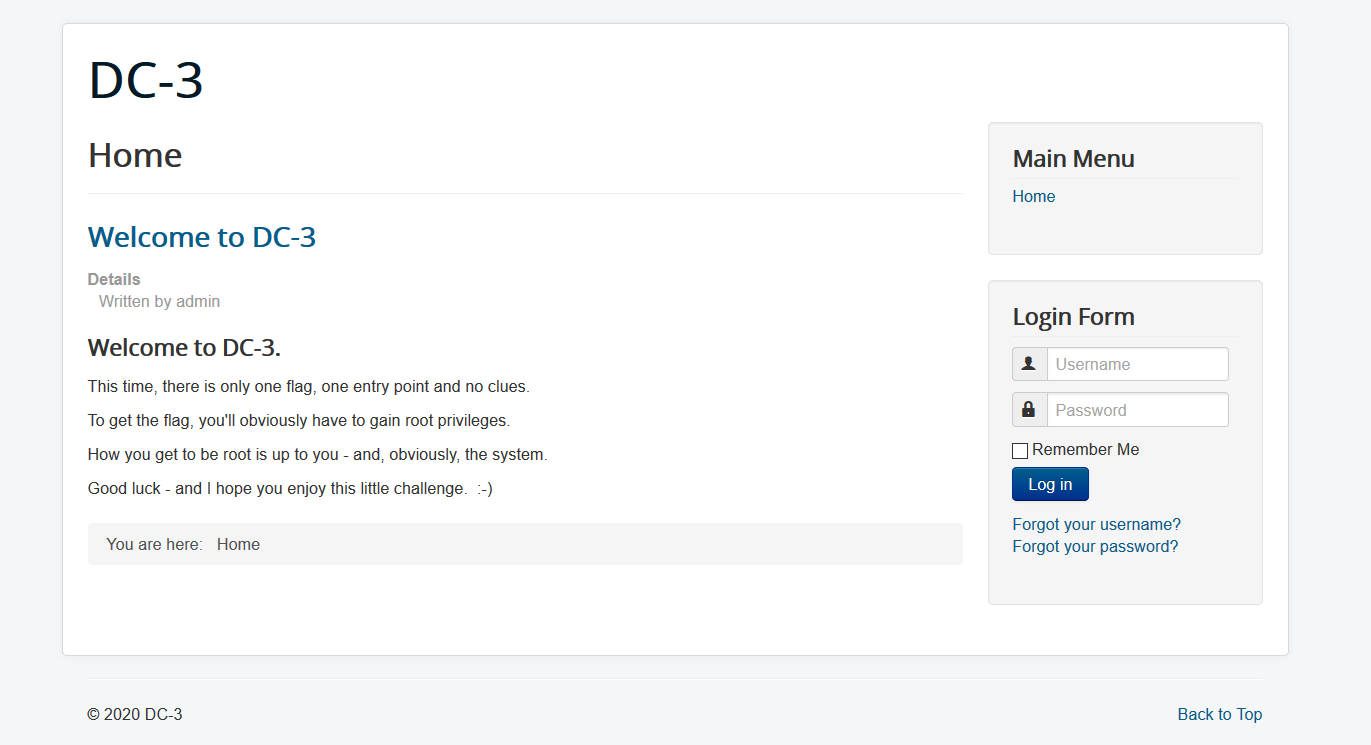 DC-3
Home
Welcome to DC-3
Details
Written by admin
Welcome to DC-3.
This time, there is only one flag, one entry point and no clues.
To get the flag, you'll obviously have to gain root privileges.
How you get to be root is up to you - and, obviously, the system.
Good luck - and I hope you enjoy this little challenge.  :-)
You are here: Home
Main Menu
Home
Login Form
Username
Password
Remember Me
Log in
Forgot your username?
Forgot your password?
© 2020 DC-3
Back to Top